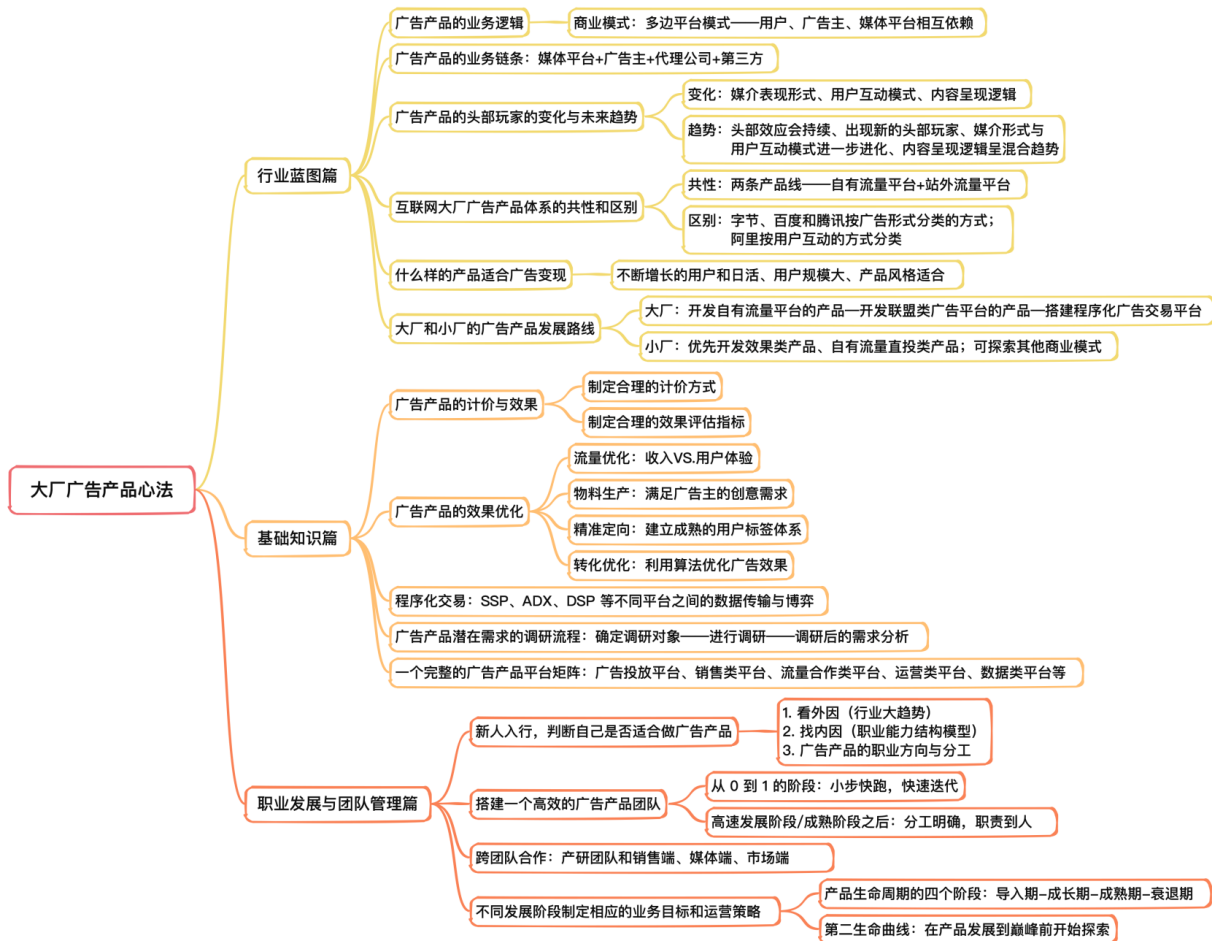 大厂广告产品心法
行业蓝图篇
广告产品的业务逻辑
商业模式：多边平台模式——用户、广告主、媒体平台相互依赖
广告产品的业务链条：媒体平台+广告主+代理公司+第三方
广告产品的头部玩家的变化与未来趋势
变化：媒介表现形式、用户互动模式、内容呈现逻辑
趋势：头部效应会持续、出现新的头部玩家、媒介形式与
用户互动模式进一步进化、内容呈现逻辑呈混合趋势
互联网大厂广告产品体系的共性和区别
共性：两条产品线——自有流量平台+站外流量平台
区别：字节、百度和腾讯按广告形式分类的方式；
阿里按用户互动的方式分类
什么样的产品适合广告变现
不断增长的用户和日活、用户规模大、产品风格适合
大厂和小厂的广告产品发展路线
大厂：开发自有流量平台的产品—开发联盟类广告平台的产品—搭建程序化广告交易平台
小厂：优先开发效果类产品、自有流量直投类产品；可探索其他商业模式
基础知识篇
广告产品的计价与效果
制定合理的计价方式
制定合理的效果评估指标
广告产品的效果优化
流量优化：收入VS.用户体验
物料生产：满足广告主的创意需求
精准定向：建立成熟的用户标签体系
转化优化：利用算法优化广告效果
程序化交易：SSP、ADX、DSP 等不同平台之间的数据传输与博弈
广告产品潜在需求的调研流程：确定调研对象——进行调研——调研后的需求分析
一个完整的广告产品平台矩阵：广告投放平台、销售类平台、流量合作类平台、运营类平台、数据类平台等
职业发展与团队管理篇
新人入行，判断自己是否适合做广告产品
1. 看外因（行业大趋势）
2. 找内因（职业能力结构模型）
3. 广告产品的职业方向与分工
搭建一个高效的广告产品团队
从 0 到 1 的阶段：小步快跑，快速迭代
高速发展阶段/成熟阶段之后：分工明确，职责到人
跨团队合作：产研团队和销售端、媒体端、市场端
不同发展阶段制定相应的业务目标和运营策略
产品生命周期的四个阶段：导入期–成长期–成熟期–衰退期
第二生命曲线：在产品发展到巅峰前开始探索